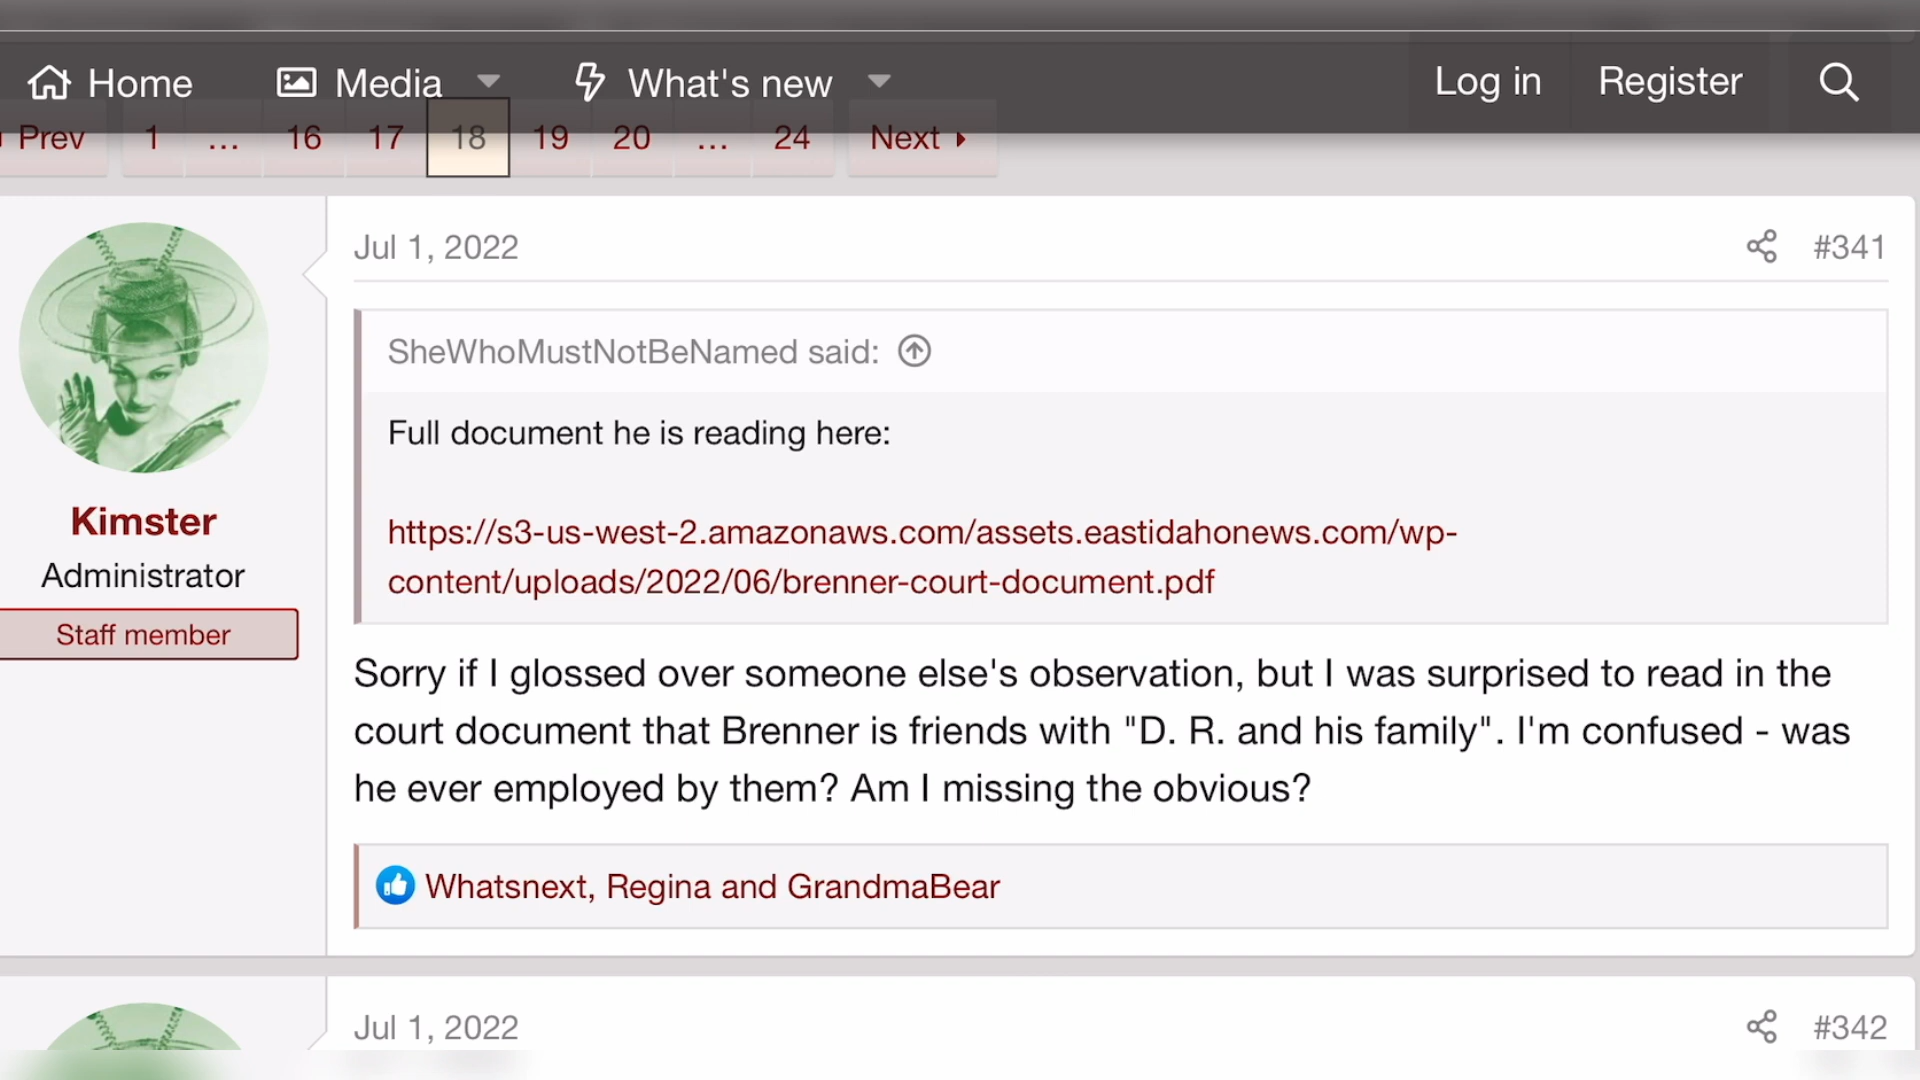 Home Media What's new Log in Register
Prev 1 ... 16 17 18 19 20 ... 24 Next
Jul 1, 2022 #341
SheWhoMustNotBeNamed said:
Full document he is reading here:
https://s3-us-west-2.amazonaws.com/assets.eastidahonews.com/wp-
content/uploads/2022/06/brenner-court-document.pdf
Kimster
Administrator
Staff member
Sorry if I glossed over someone else's observation, but I was surprised to read in the
court document that Brenner is friends with "D. R. and his family". I'm confused - was
he ever employed by them? Am I missing the obvious?
Whatsnext, Regina and GrandmaBear
Jul 1, 2022 #342